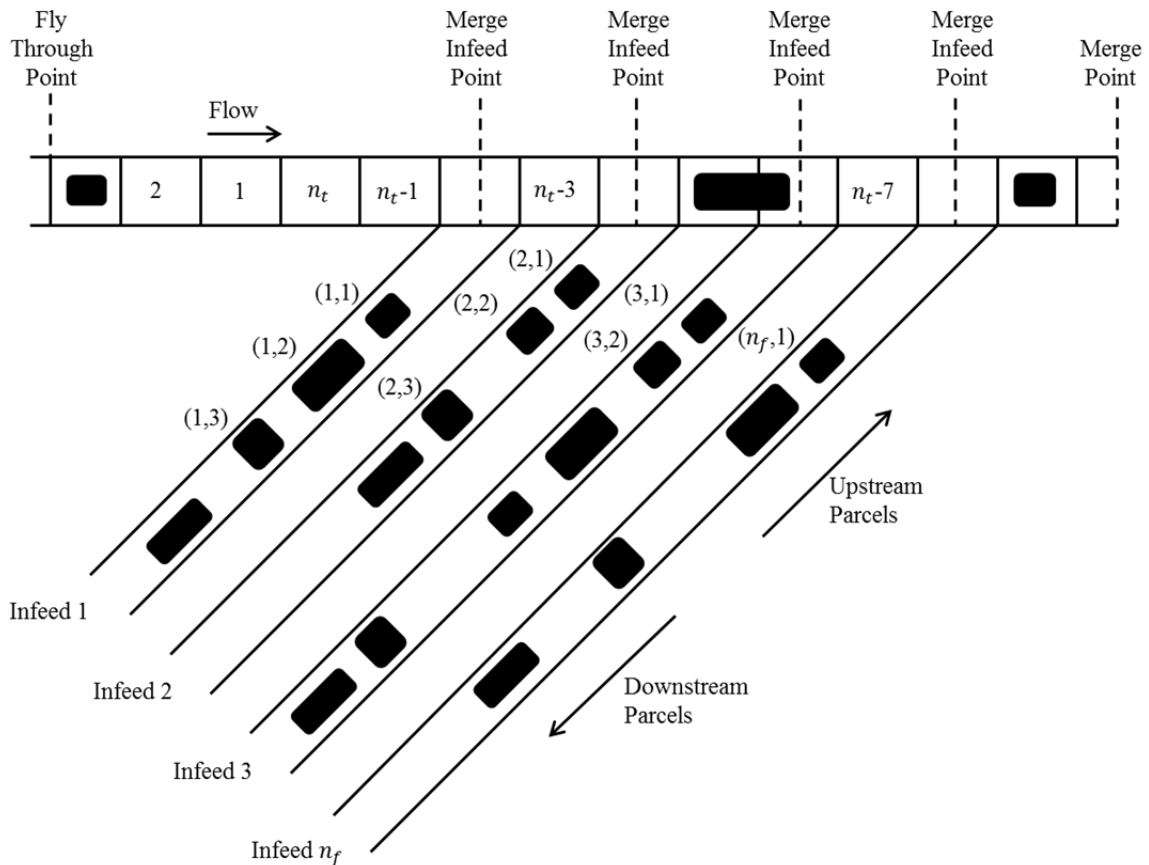 Fly
Through
Point
Merge
Infeed
Point
Merge
Infeed
Point
Merge
Infeed
Point
Merge
Infeed
Point
Merge
Point
Flow
2
1
n_t
n_t-1
n_t-3
n_t-7
(1,1)
(1,2)
(1,3)
(2,1)
(2,2)
(2,3)
(3,1)
(3,2)
(n_f,1)
Upstream
Parcels
Downstream
Parcels
Infeed 1
Infeed 2
Infeed 3
Infeed n_f